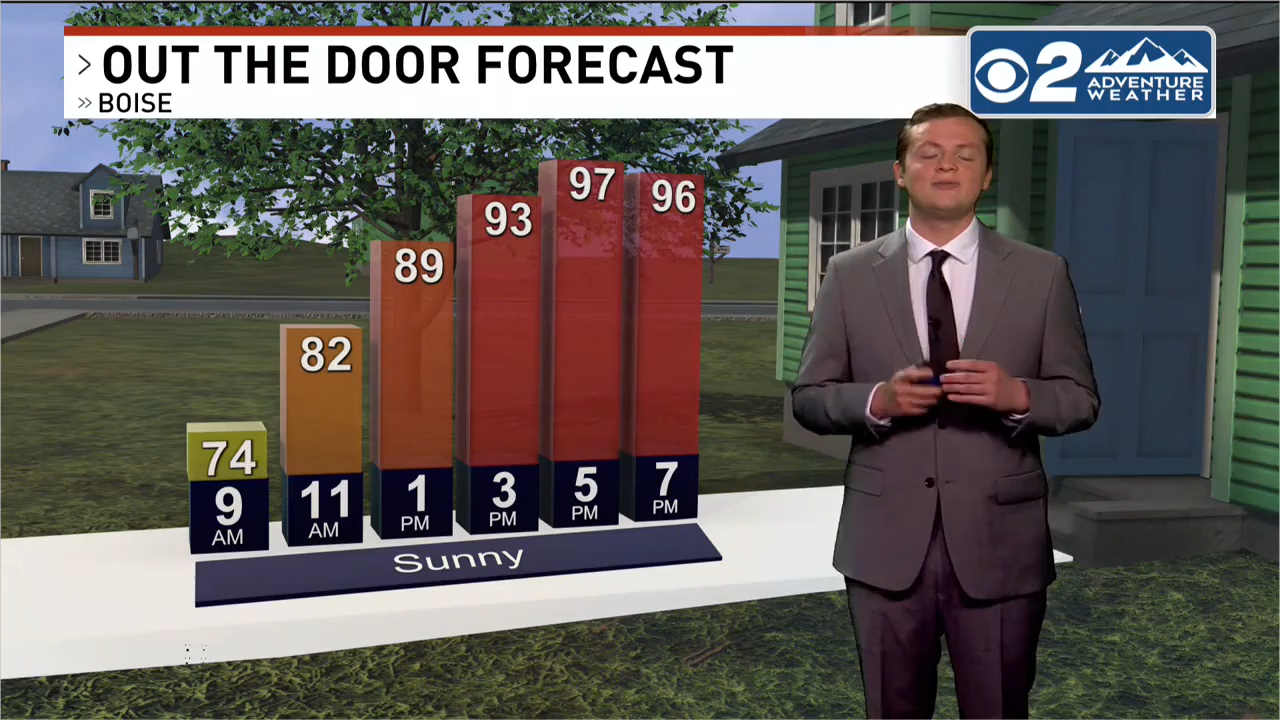 > OUT THE DOOR FORECAST
» BOISE
2 ADVENTURE
WEATHER
74
82
89
93
97
96
9 AM
11 AM
1 PM
3 PM
5 PM
7 PM
Sunny